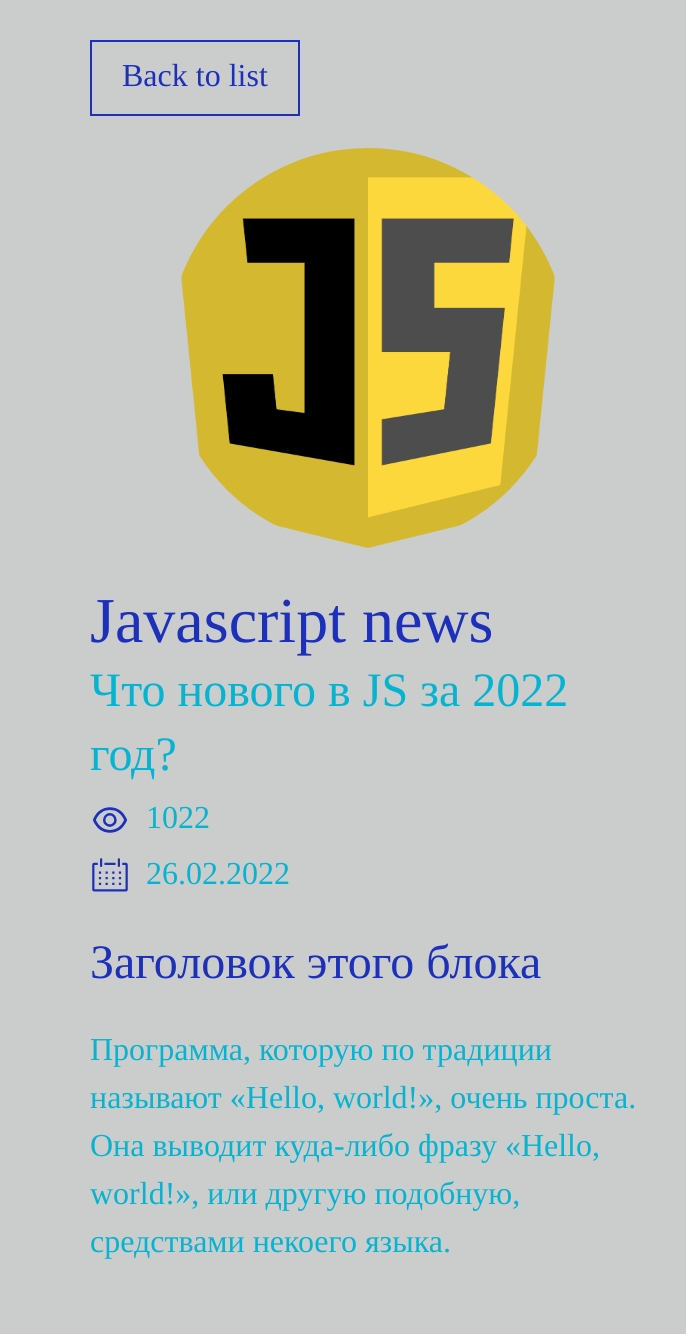 Back to list
JS
Javascript news
Что нового в JS за 2022
год?
1022
26.02.2022
Заголовок этого блока
Программа, которую по традиции
называют «Hello, world!», очень проста.
Она выводит куда-либо фразу «Hello,
world!», или другую подобную,
средствами некоего языка.